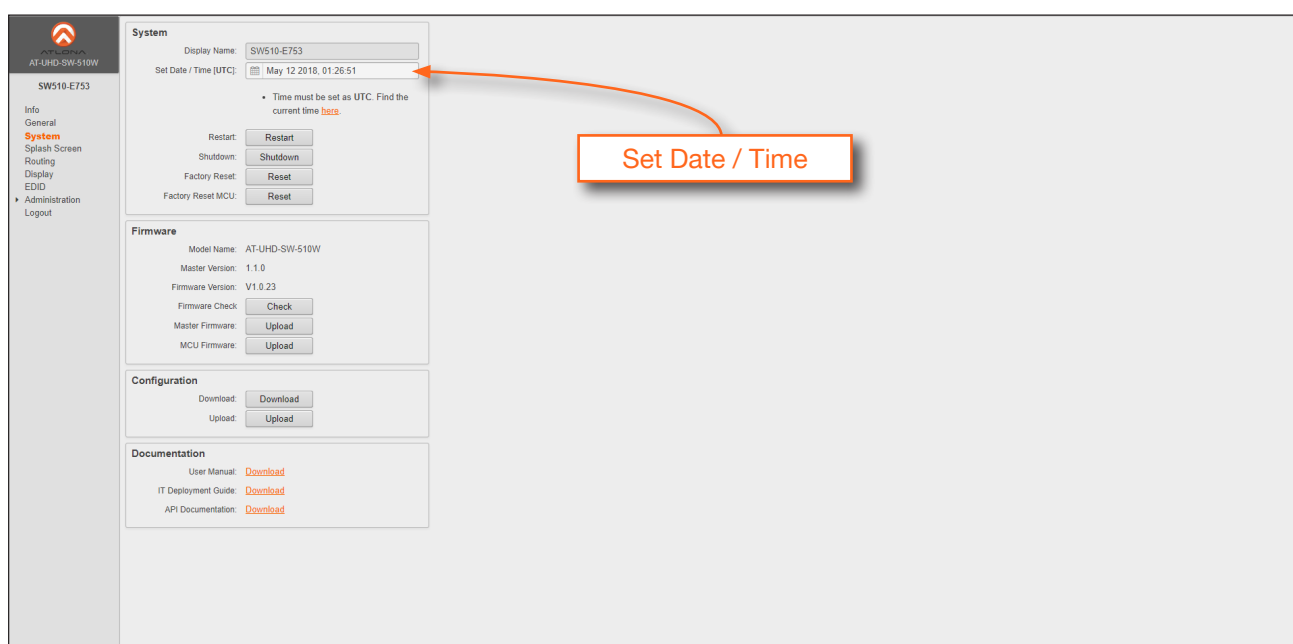 ATLONA
AT-UHD-SW-510W
SW510-E753
Info
General
System
Splash Screen
Routing
Display
EDID
Administration
Logout
System
Display Name: SW510-E753
Set Date / Time [UTC]: May 12 2018, 01:26:51
• Time must be set as UTC. Find the
current time here.
Restart: Restart
Shutdown: Shutdown
Factory Reset: Reset
Factory Reset MCU: Reset
Set Date / Time
Firmware
Model Name: AT-UHD-SW-510W
Master Version: 1.1.0
Firmware Version: V1.0.23
Firmware Check Check
Master Firmware: Upload
MCU Firmware: Upload
Configuration
Download: Download
Upload: Upload
Documentation
User Manual: Download
IT Deployment Guide: Download
API Documentation: Download